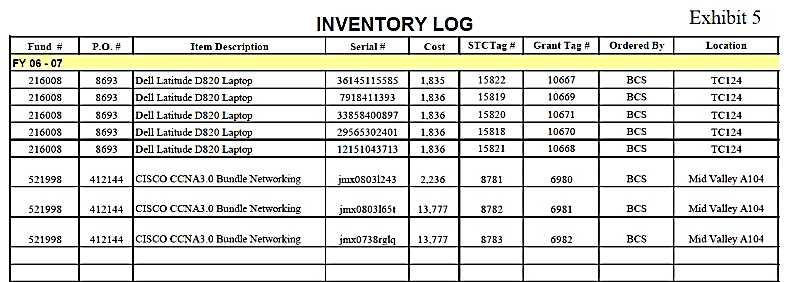 INVENTORY LOG Exhibit 5
Fund # P.O. # Item Description Serial # Cost STCTag # Grant Tag # Ordered By Location
FY 06 - 07
216008 8693 Dell Latitude D820 Laptop 36145115585 1,835 15822 10667 BCS TC124
216008 8693 Dell Latitude D820 Laptop 7918411393 1,836 15819 10669 BCS TC124
216008 8693 Dell Latitude D820 Laptop 33858400897 1,836 15820 10671 BCS TC124
216008 8693 Dell Latitude D820 Laptop 29565302401 1,836 15818 10670 BCS TC124
216008 8693 Dell Latitude D820 Laptop 12151043713 1,836 15821 10668 BCS TC124
521998 412144 CISCO CCNA3.0 Bundle Networking jmx0803l243 2,236 8781 6980 BCS Mid Valley A104
521998 412144 CISCO CCNA3.0 Bundle Networking jmx0803l65t 13,777 8782 6981 BCS Mid Valley A104
521998 412144 CISCO CCNA3.0 Bundle Networking jmx0738rglq 13,777 8783 6982 BCS Mid Valley A104